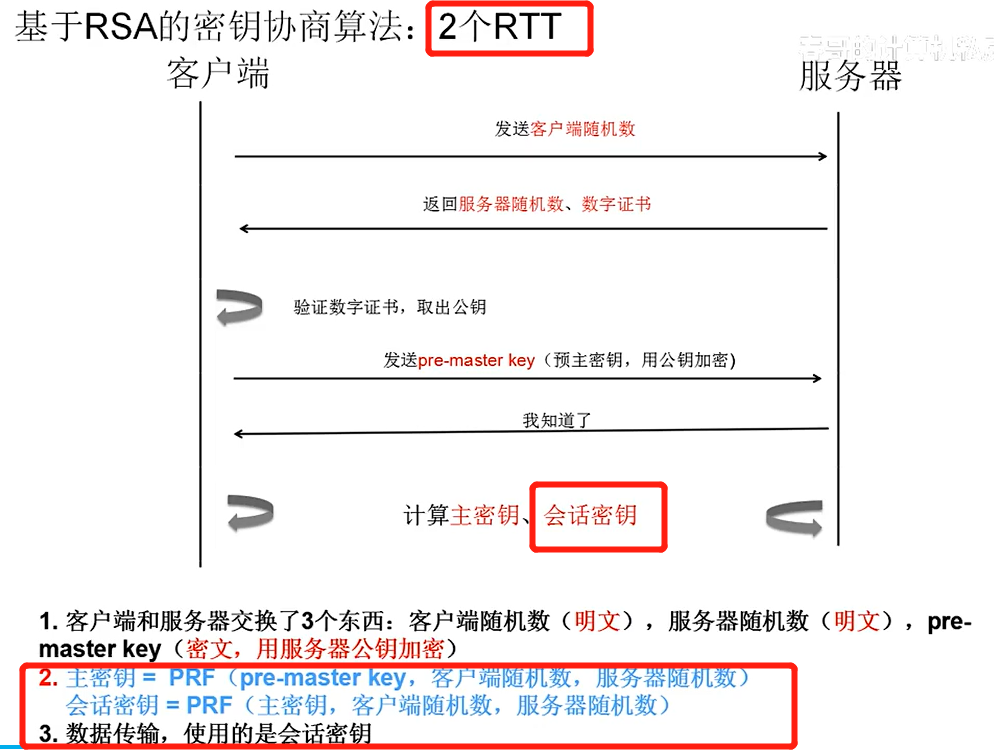 基于RSA的密钥协商算法：2个RTT
春哥的计算机
客户端
服务器
发送客户端随机数
返回服务器随机数、数字证书
验证数字证书，取出公钥
发送pre-master key（预主密钥，用公钥加密)
我知道了
计算主密钥、会话密钥
1. 客户端和服务器交换了3个东西：客户端随机数（明文），服务器随机数（明文），pre-
master key（密文，用服务器公钥加密）
2. 主密钥 = PRF（pre-master key，客户端随机数，服务器随机数）
会话密钥 = PRF（主密钥，客户端随机数，服务器随机数）
3. 数据传输，使用的是会话密钥